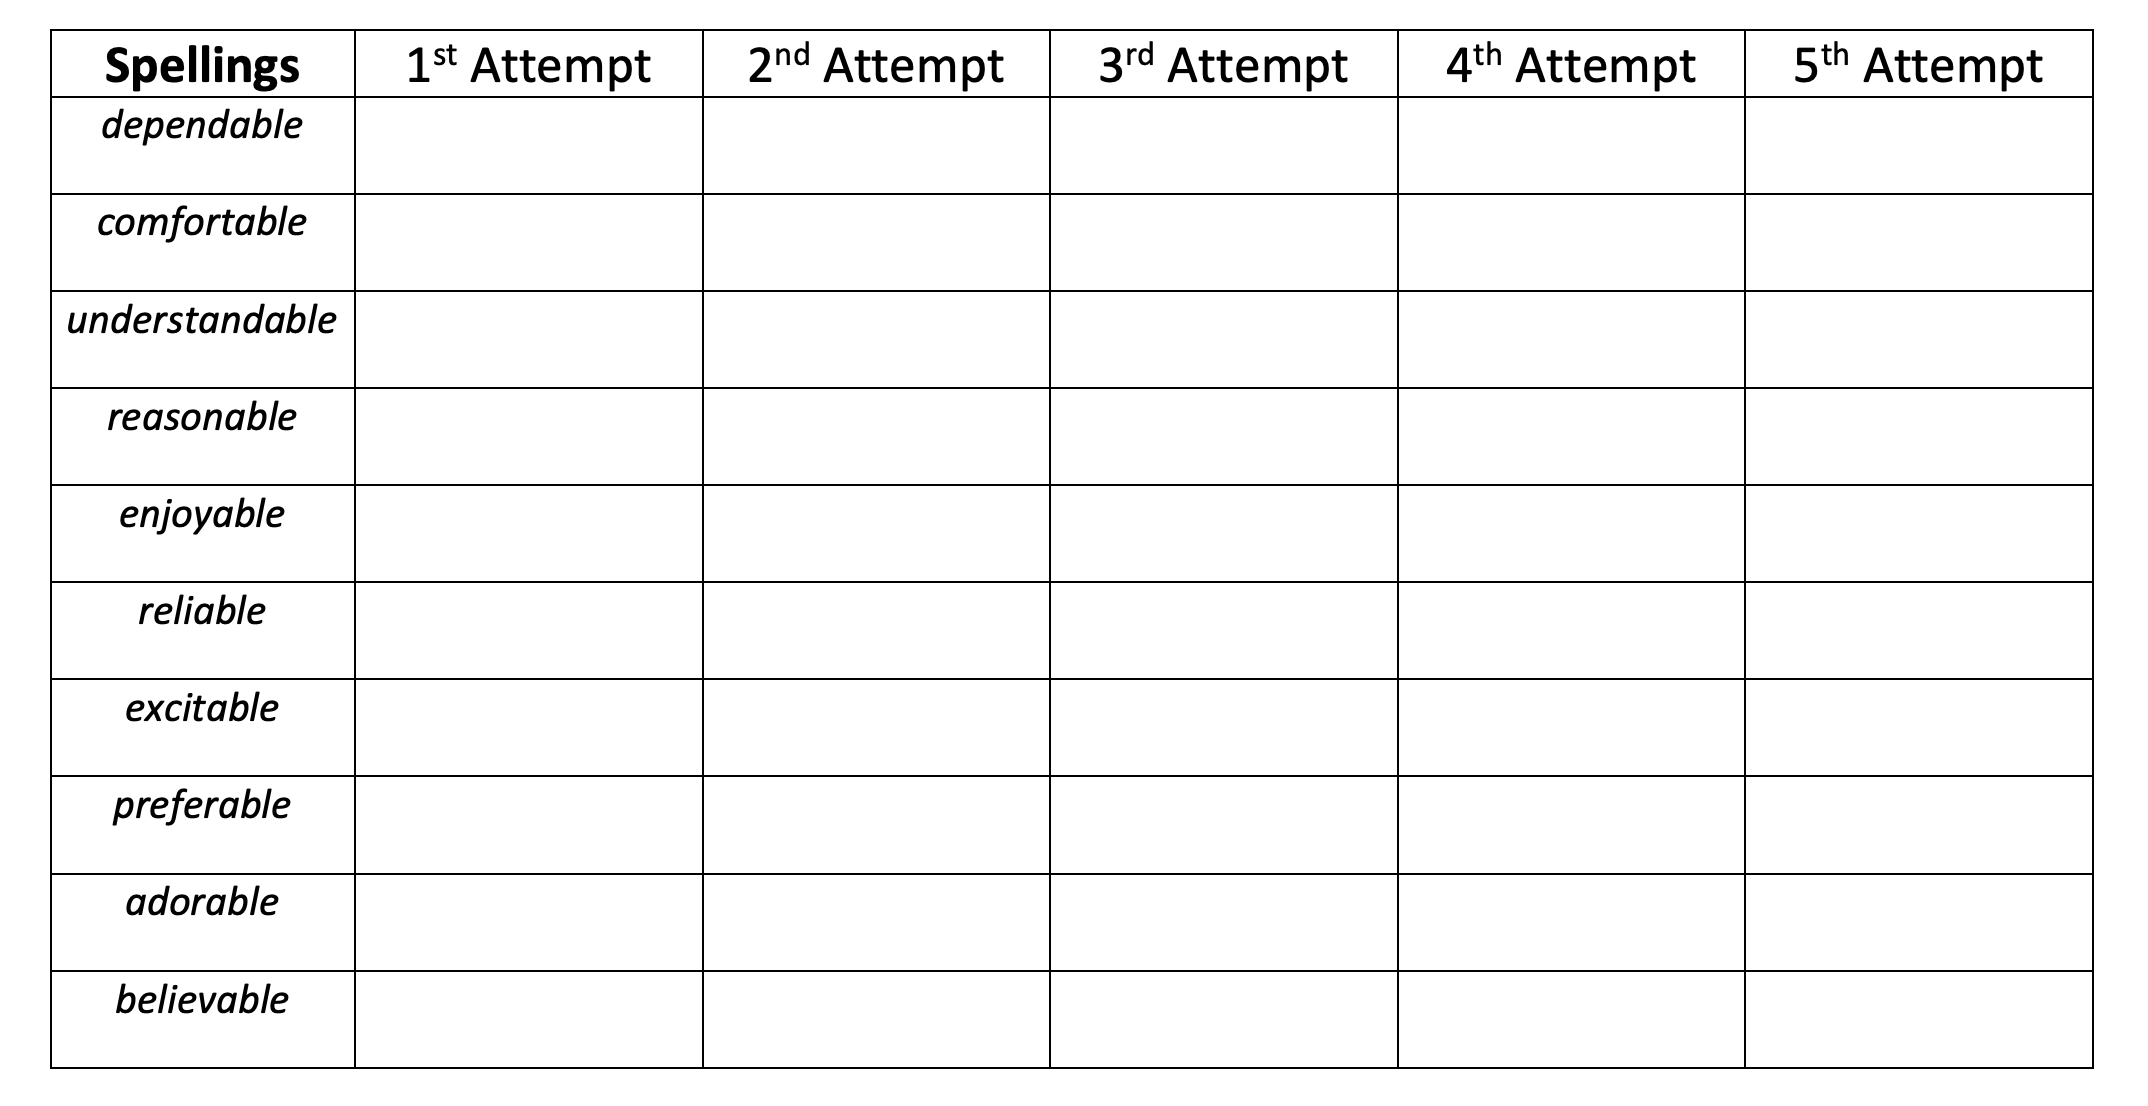 Spellings 1st Attempt 2nd Attempt 3rd Attempt 4th Attempt 5th Attempt
dependable
comfortable
understandable
reasonable
enjoyable
reliable
excitable
preferable
adorable
believable